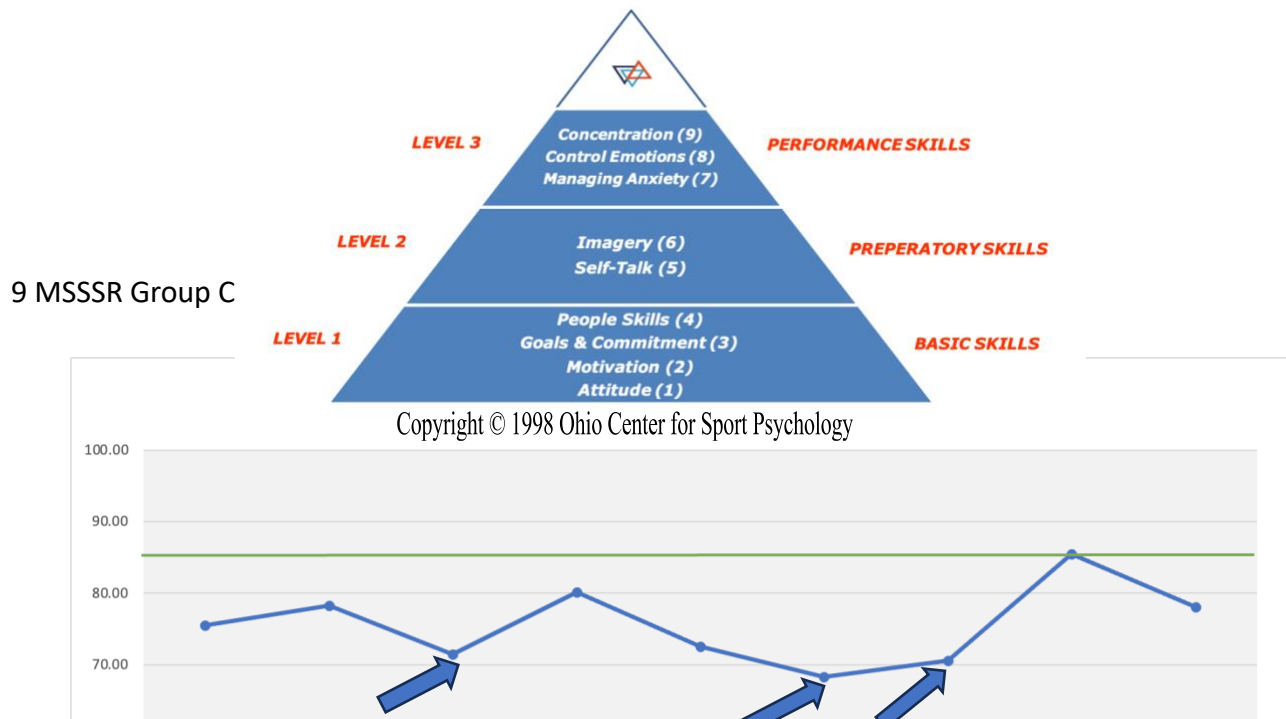 LEVEL 3
Concentration (9)
Control Emotions (8)
Managing Anxiety (7)
PERFORMANCE SKILLS
LEVEL 2
Imagery (6)
Self-Talk (5)
PREPERATORY SKILLS
9 MSSSR Group C
LEVEL 1
People Skills (4)
Goals & Commitment (3)
Motivation (2)
Attitude (1)
BASIC SKILLS
Copyright © 1998 Ohio Center for Sport Psychology
100.00
90.00
80.00
70.00